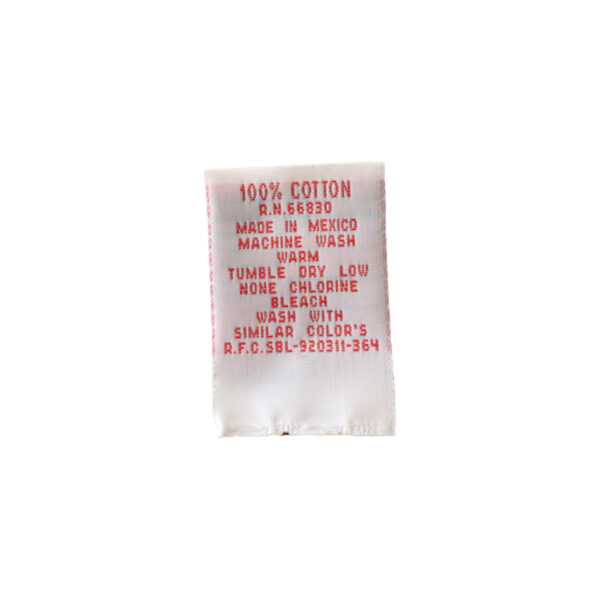 100% COTTON
R.N.66830
MADE IN MEXICO
MACHINE WASH
WARM
TUMBLE DRY LOW
NONE CHLORINE
BLEACH
WASH WITH
SIMILAR COLOR'S
R.F.C.SBL-920311-364